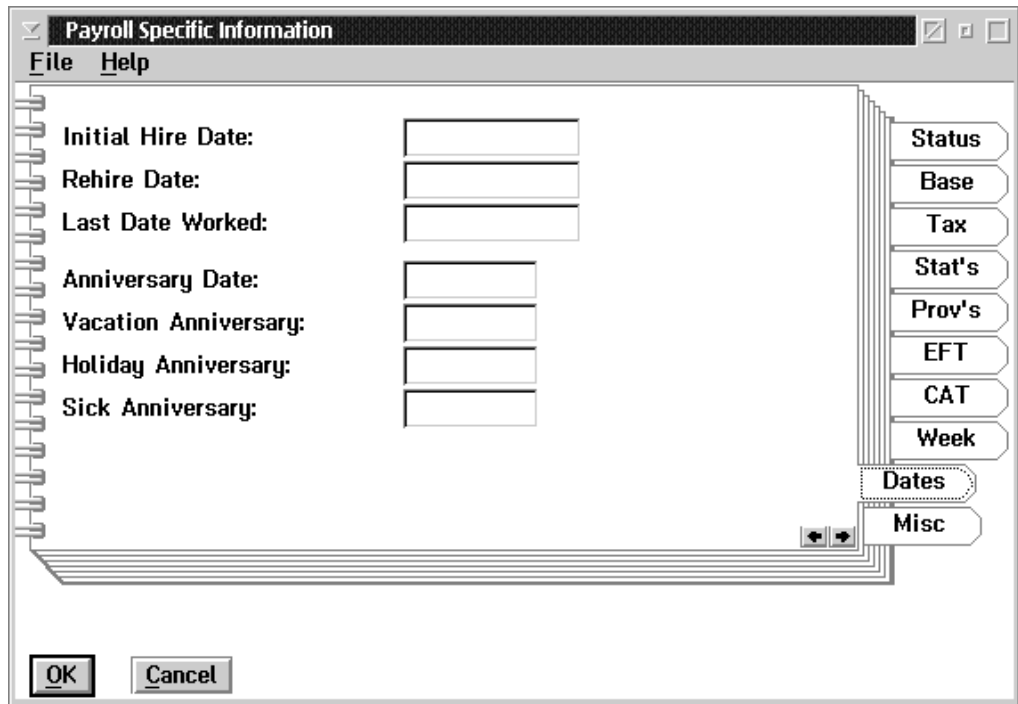 Payroll Specific Information
File Help
Initial Hire Date:
Rehire Date:
Last Date Worked:
Anniversary Date:
Vacation Anniversary:
Holiday Anniversary:
Sick Anniversary:
Status
Base
Tax
Stat's
Prov's
EFT
CAT
Week
Dates
Misc
OK Cancel